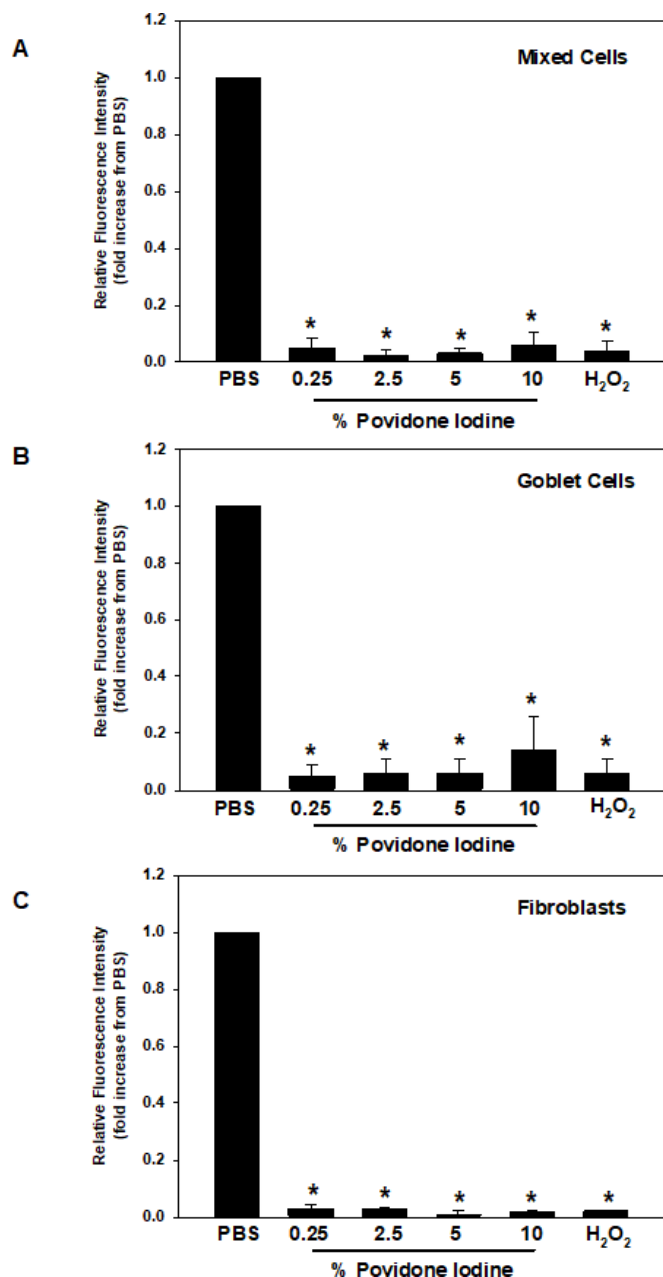 A
Mixed Cells
Relative Fluorescence Intensity
(fold increase from PBS)
1.2
1.0
0.8
0.6
0.4
0.2
0.0
* * * * *
PBS 0.25 2.5 5 10 H₂O₂
% Povidone Iodine
B
Goblet Cells
Relative Fluorescence Intensity
(fold increase from PBS)
1.2
1.0
0.8
0.6
0.4
0.2
0.0
* * * * *
PBS 0.25 2.5 5 10 H₂O₂
% Povidone Iodine
C
Fibroblasts
Relative Fluorescence Intensity
(fold increase from PBS)
1.2
1.0
0.8
0.6
0.4
0.2
0.0
* * * * *
PBS 0.25 2.5 5 10 H₂O₂
% Povidone Iodine